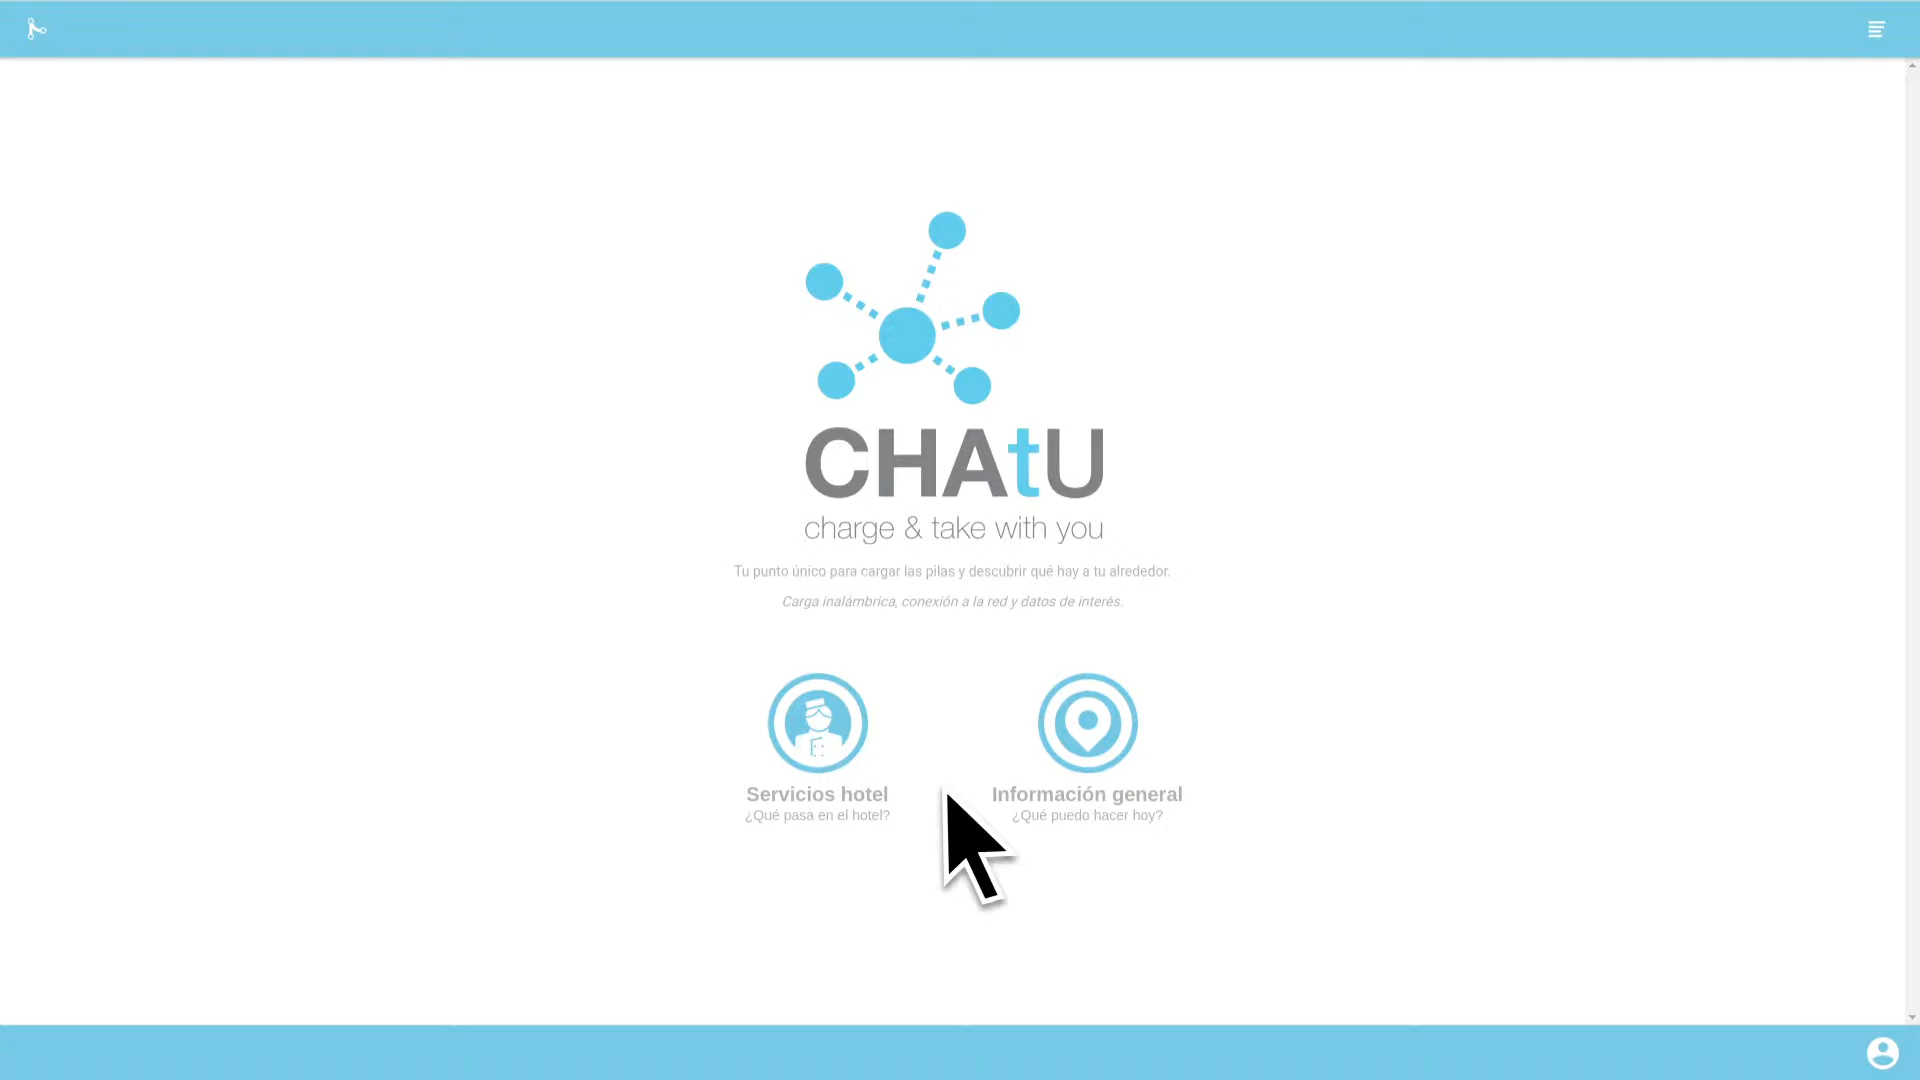 CHAtU
charge & take with you
Tu punto único para cargar las pilas y descubrir qué hay a tu alrededor.
Carga inalámbrica, conexión a la red y datos de interés.
Servicios hotel
¿Qué pasa en el hotel?
Información general
¿Qué puedo hacer hoy?